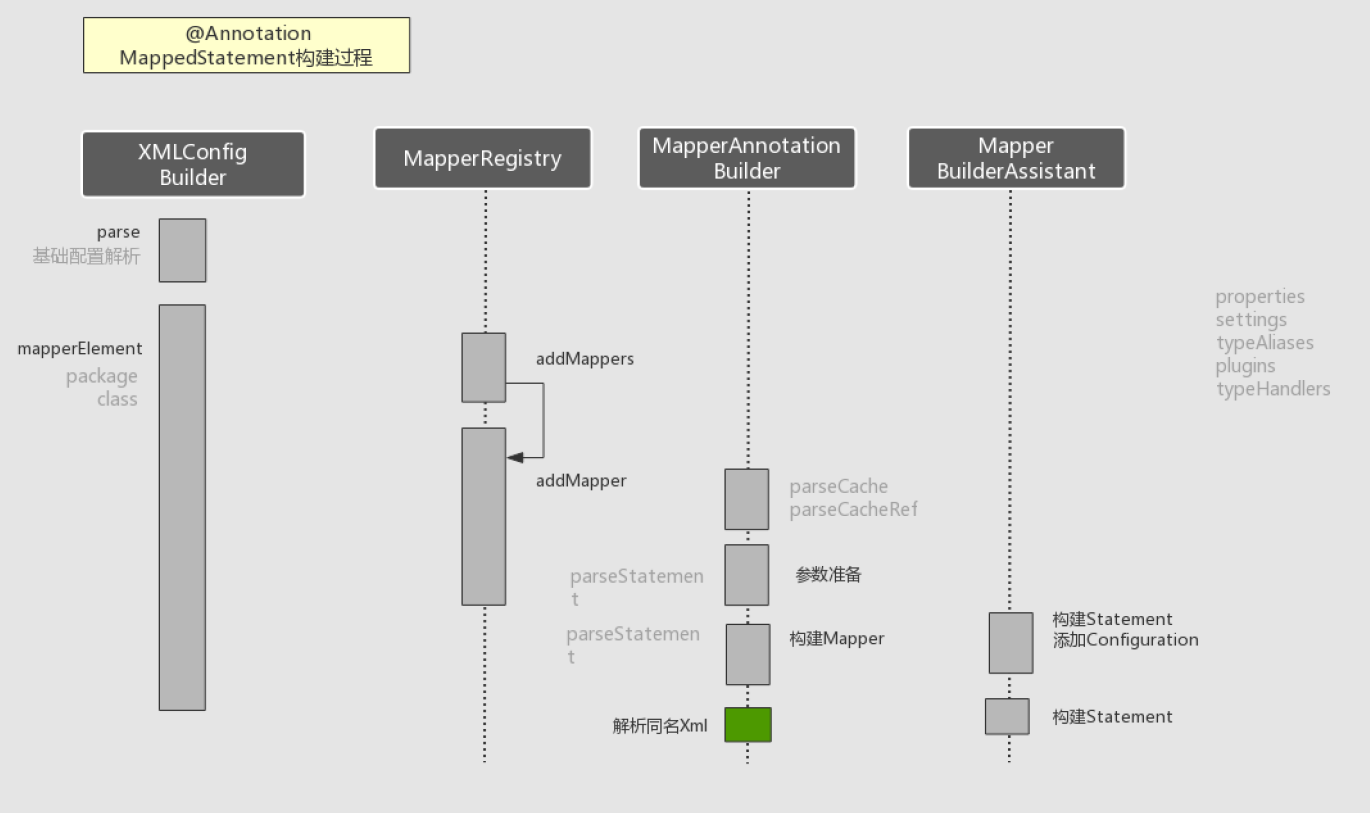 @Annotation
MappedStatement构建过程
XMLConfig
Builder
MapperRegistry
MapperAnnotation
Builder
Mapper
BuilderAssistant
parse
基础配置解析
mapperElement
package
class
addMappers
addMapper
parseCache
parseCacheRef
parseStatemen
t
参数准备
parseStatemen
t
构建Mapper
解析同名Xml
构建Statement
添加Configuration
构建Statement
properties
settings
typeAliases
plugins
typeHandlers